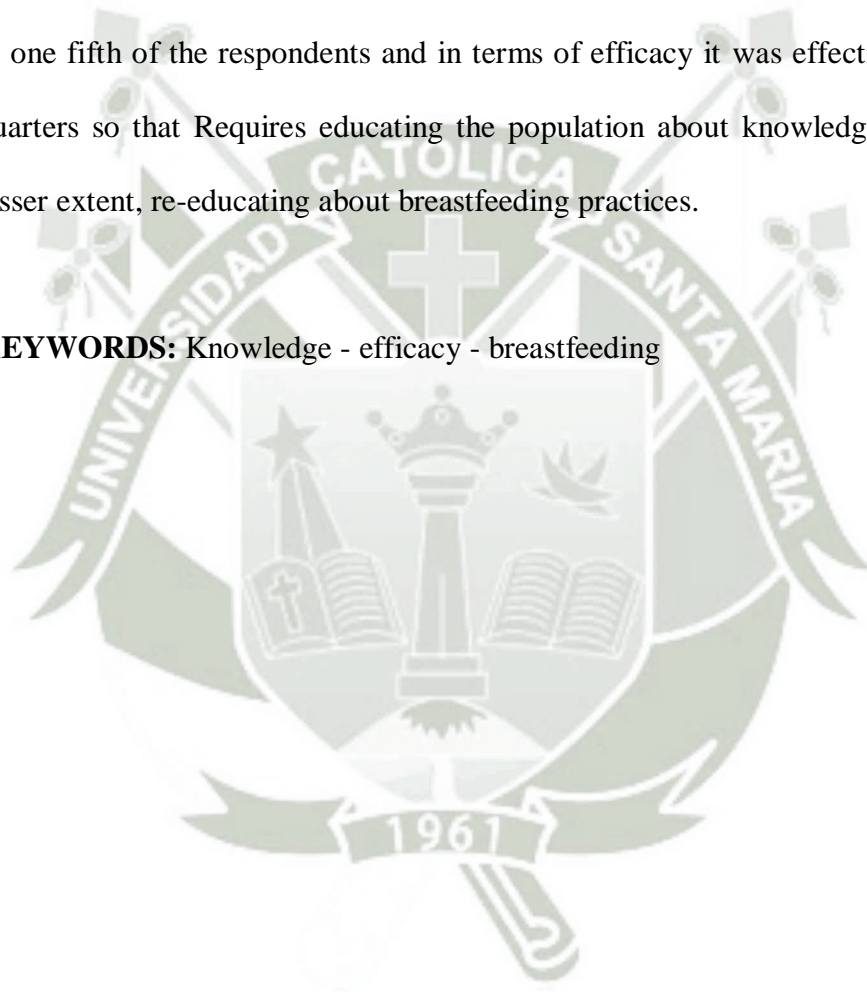 one fifth of the respondents and in terms of efficacy it was effect
uarters so that Requires educating the population about knowledg
sser extent, re-educating about breastfeeding practices.
EYWORDS: Knowledge - efficacy - breastfeeding
UNIVERSIDAD CATOLICA SANTA MARIA
1961